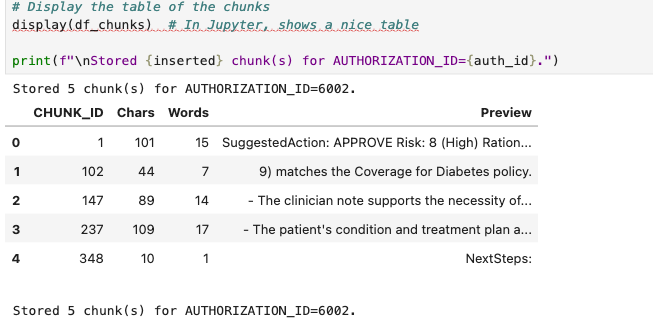 # Display the table of the chunks
display(df_chunks)  # In Jupyter, shows a nice table
print(f"\nStored {inserted} chunk(s) for AUTHORIZATION_ID={auth_id}.")
Stored 5 chunk(s) for AUTHORIZATION_ID=6002.
CHUNK_ID Chars Words Preview
0 1 101 15 SuggestedAction: APPROVE Risk: 8 (High) Ration...
1 102 44 7 9) matches the Coverage for Diabetes policy.
2 147 89 14 - The clinician note supports the necessity of...
3 237 109 17 - The patient's condition and treatment plan a...
4 348 10 1 NextSteps:
Stored 5 chunk(s) for AUTHORIZATION_ID=6002.